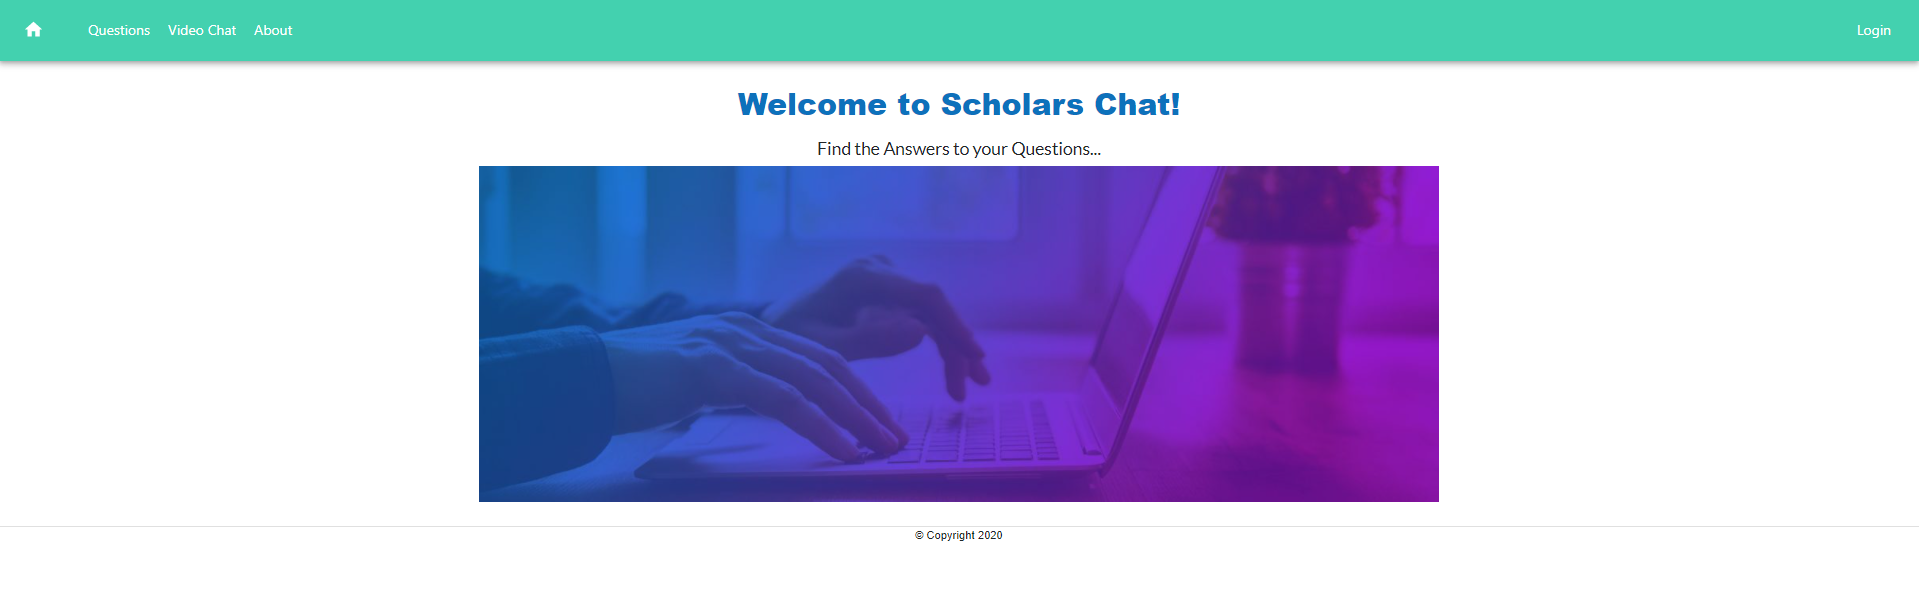 Questions Video Chat About Login
Welcome to Scholars Chat!
Find the Answers to your Questions...
© Copyright 2020